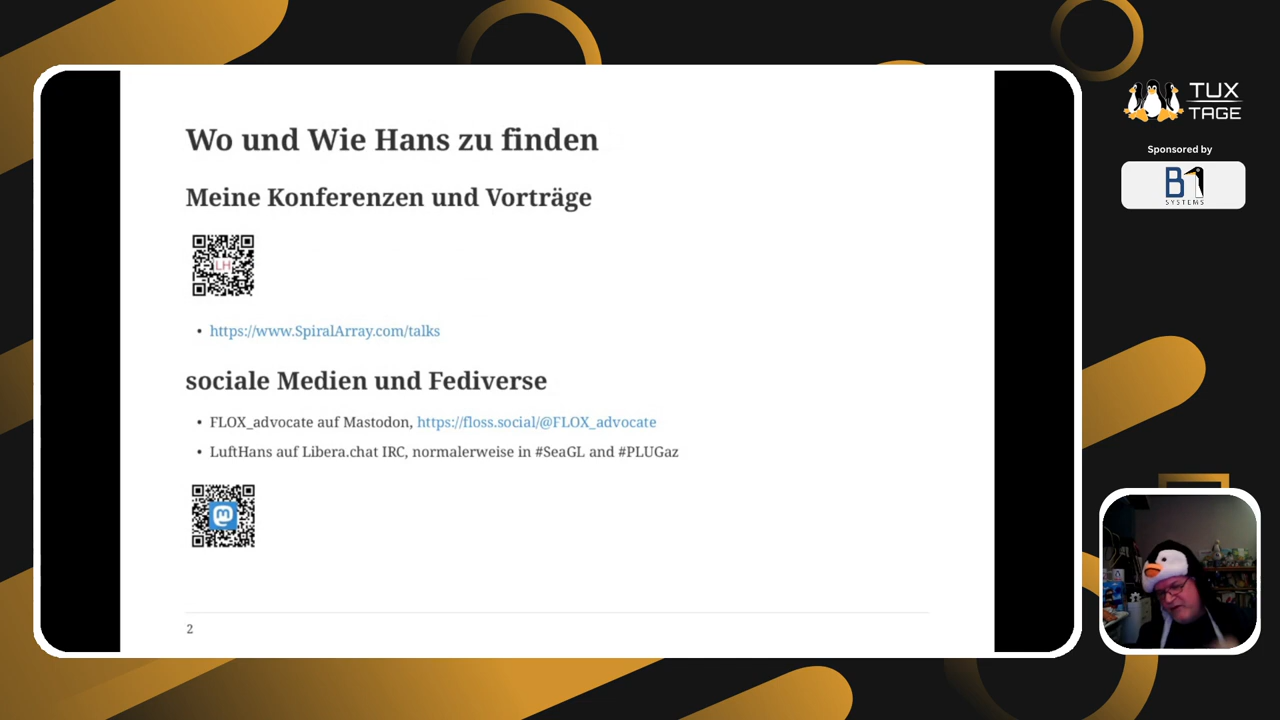 Wo und Wie Hans zu finden
Meine Konferenzen und Vorträge
LH
• https://www.SpiralArray.com/talks
sociale Medien und Fediverse
• FLOX_advocate auf Mastodon, https://floss.social/@FLOX_advocate
• LuftHans auf Libera.chat IRC, normalerweise in #SeaGL and #PLUGaz
2
TUX
TAGE
Sponsored by
B1
SYSTEMS